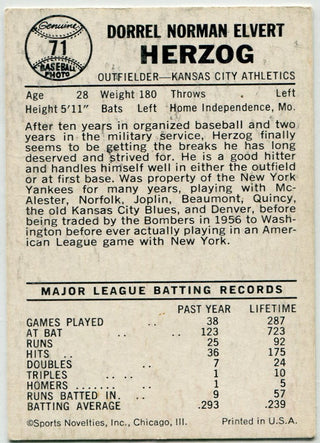 Genuine
71
BASEBALL
PHOTO
DORREL NORMAN ELVERT
HERZOG
OUTFIELDER—KANSAS CITY ATHLETICS
Age 28 Weight 180 Throws Left
Height 5'11" Bats Left Home Independence, Mo.
After ten years in organized baseball and two
years in the military service, Herzog finally
seems to be getting the breaks he has long
deserved and strived for. He is a good hitter
and handles himself well in either the outfield
or at first base. Was property of the New York
Yankees for many years, playing with Mc-
Alester, Norfolk, Joplin, Beaumont, Quincy,
the old Kansas City Blues, and Denver, before
being traded by the Bombers in 1956 to Wash-
ington before ever actually playing in an Amer-
ican League game with New York.
MAJOR LEAGUE BATTING RECORDS
PAST YEAR LIFETIME
GAMES PLAYED 38 287
AT BAT .. .. 123 723
RUNS 25 92
HITS .. .. 36 175
DOUBLES .. 7 24
TRIPLES .. .. 1 10
HOMERS ....... .. 1 5
RUNS BATTED IN. .. 9 57
BATTING AVERAGE .293 .239
©Sports Novelties, Inc., Chicago, Ill. Printed in U.S.A.